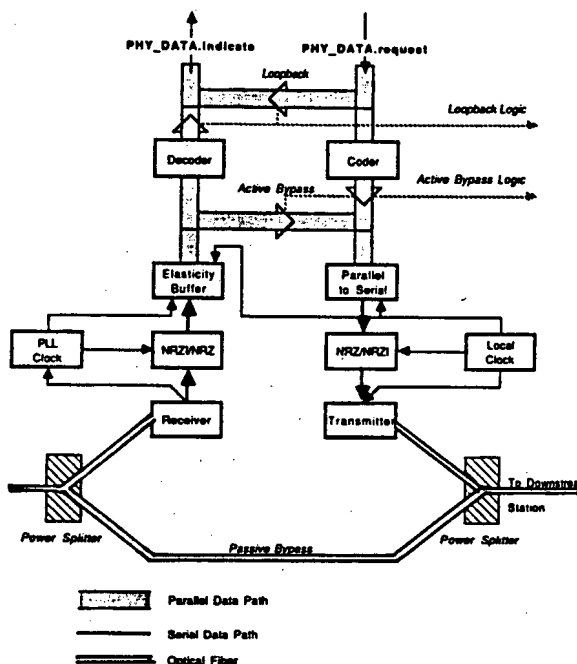 PHY_DATA.indicate
PHY_DATA.request
Loopback
Loopback Logic
Decoder
Coder
Active Bypass
Active Bypass Logic
Elasticity
Buffer
Parallel
to Serial
PLL
Clock
NRZI/NRZ
NRZ/NRZI
Local
Clock
Receiver
Transmitter
To Downstrea
Station
Power Splitter
Passive Bypass
Power Splitter
Parallel Data Path
Serial Data Path
Optical Fiber